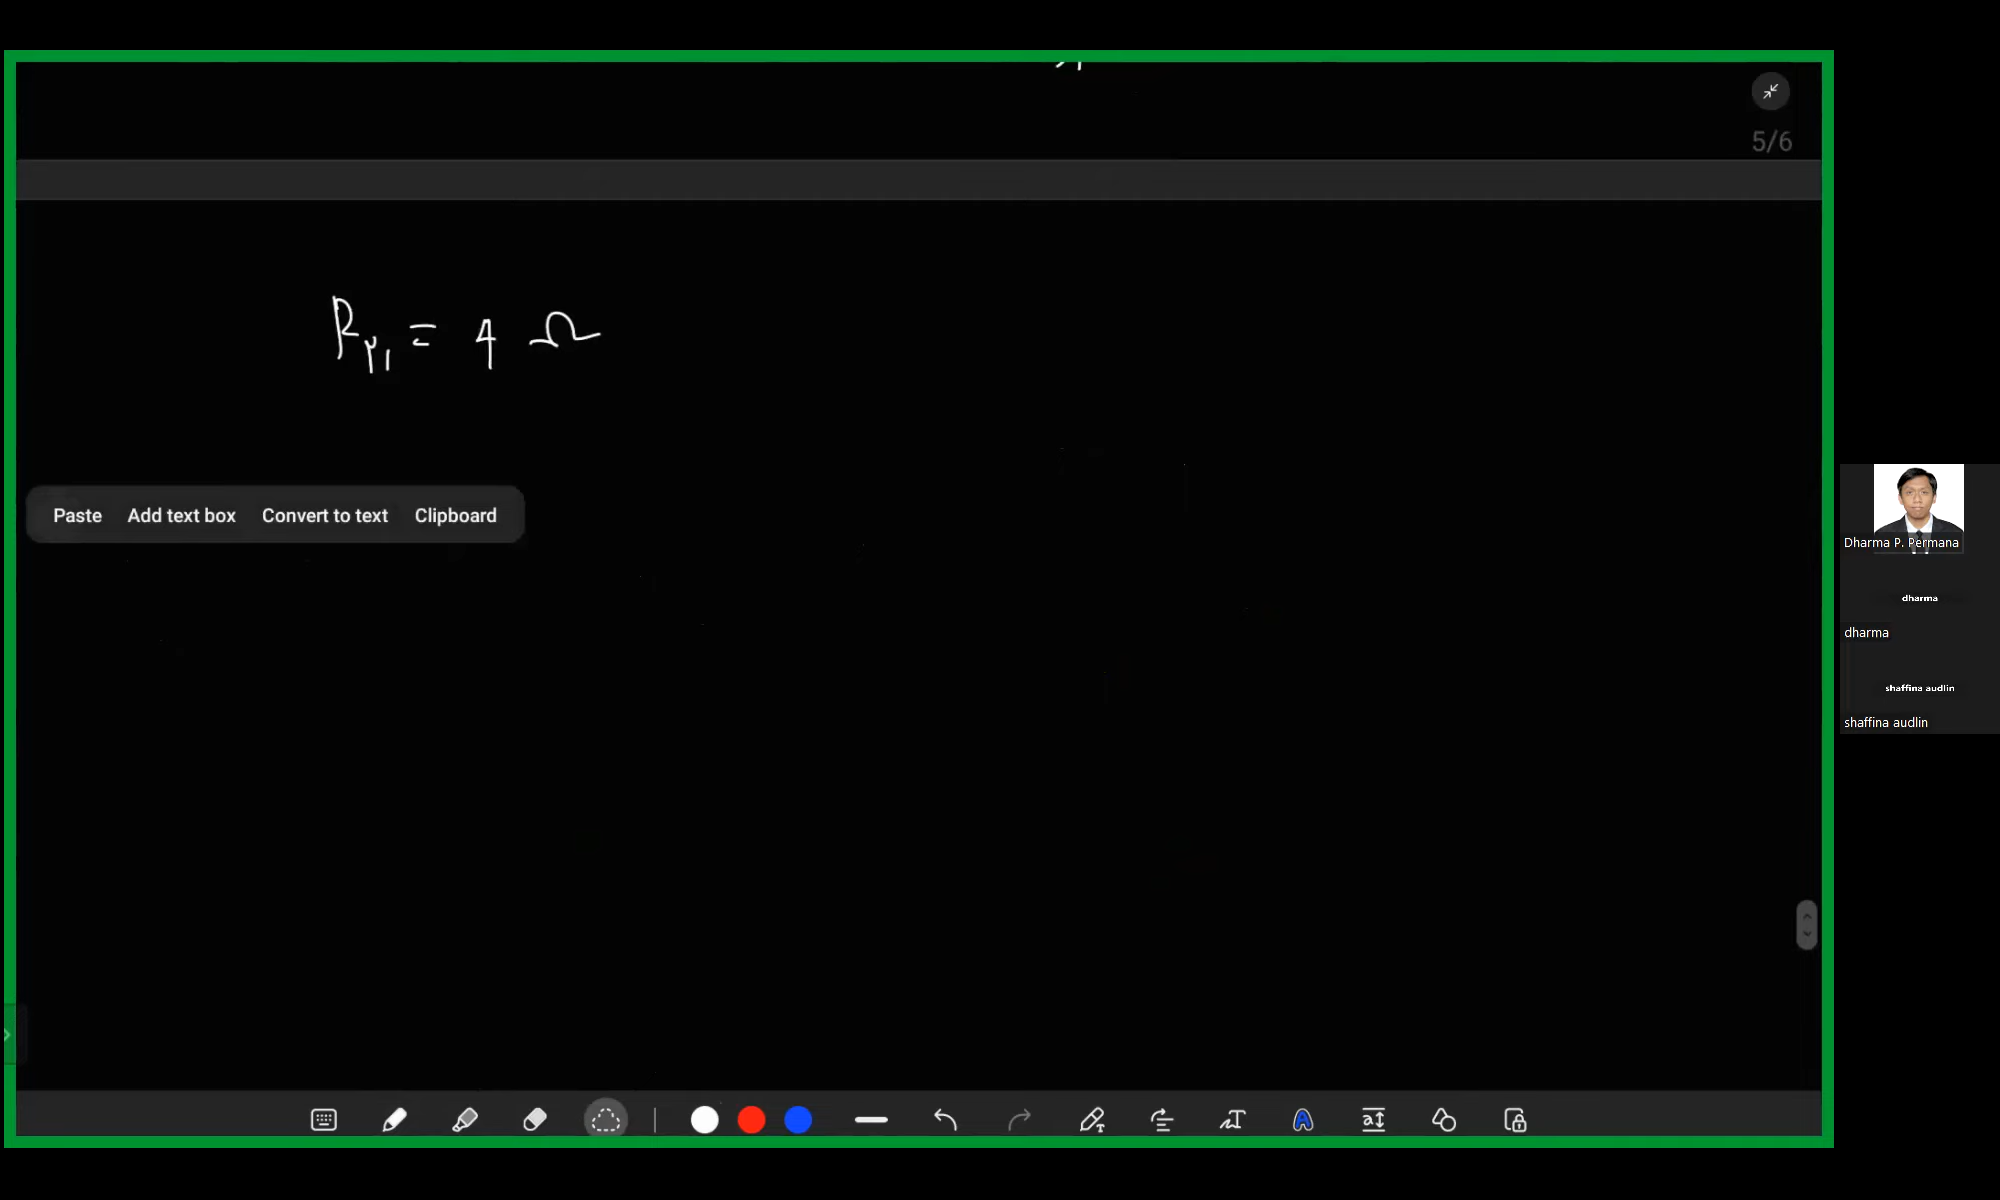 5/6
Rp1 = 4 Ω
Paste Add text box Convert to text Clipboard
Dharma P. Permana
dharma
dharma
shaffina audlin
shaffina audlin